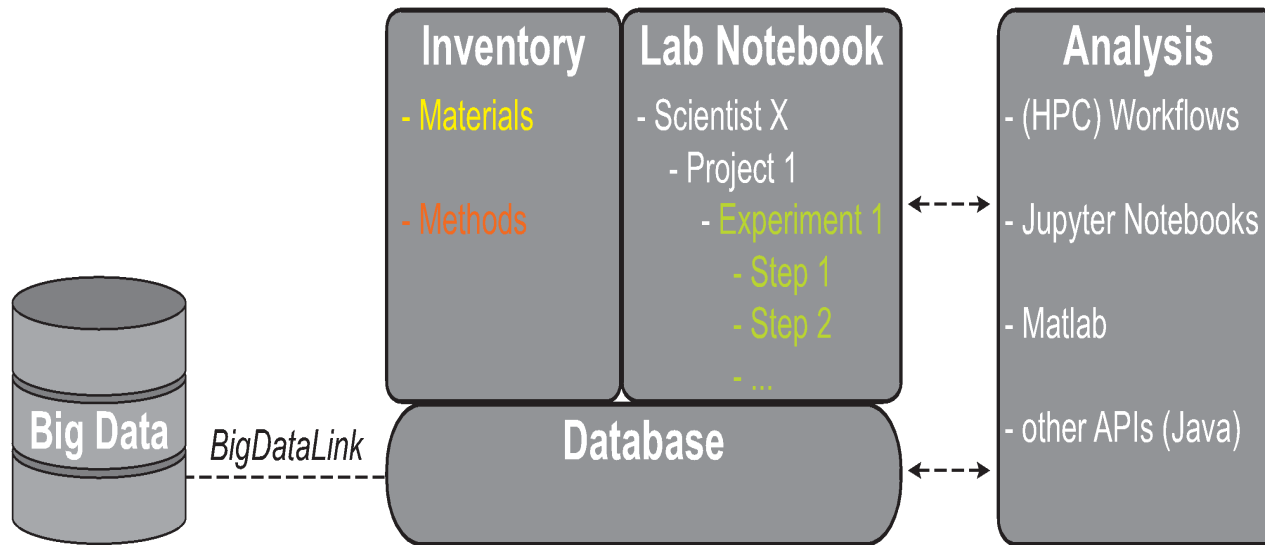 Inventory
- Materials
- Methods
Lab Notebook
- Scientist X
- Project 1
- Experiment 1
- Step 1
- Step 2
- ...
Analysis
- (HPC) Workflows
- Jupyter Notebooks
- Matlab
- other APIs (Java)
Big Data
BigDataLink
Database